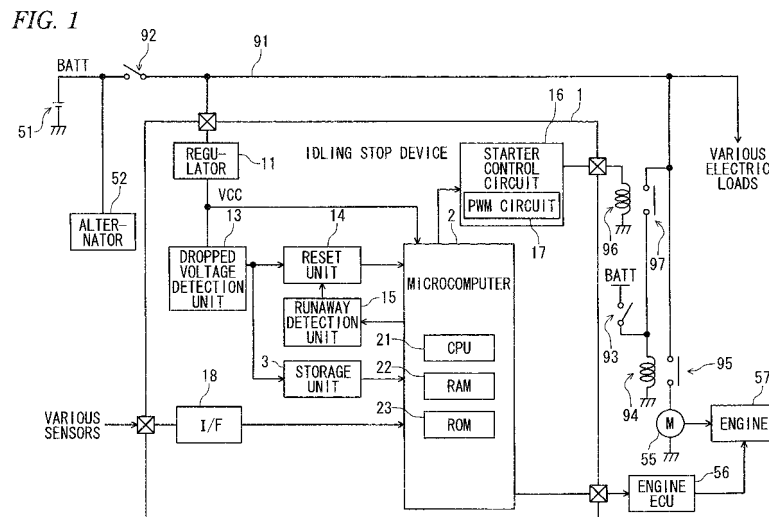 FIG. 1
92
BATT
91
51
52
ALTER-
NATOR
REGU-
LATOR
11
IDLING STOP DEVICE
1
16
STARTER
CONTROL
CIRCUIT
PWM CIRCUIT
17
VARIOUS
ELECTRIC
LOADS
VCC
13
DROPPED
VOLTAGE
DETECTION
UNIT
14
RESET
UNIT
15
RUNAWAY
DETECTION
UNIT
2
MICROCOMPUTER
96
97
BATT
93
94
95
3
STORAGE
UNIT
21
CPU
22
RAM
23
ROM
VARIOUS
SENSORS
18
I/F
M
55
57
ENGINE
56
ENGINE
ECU